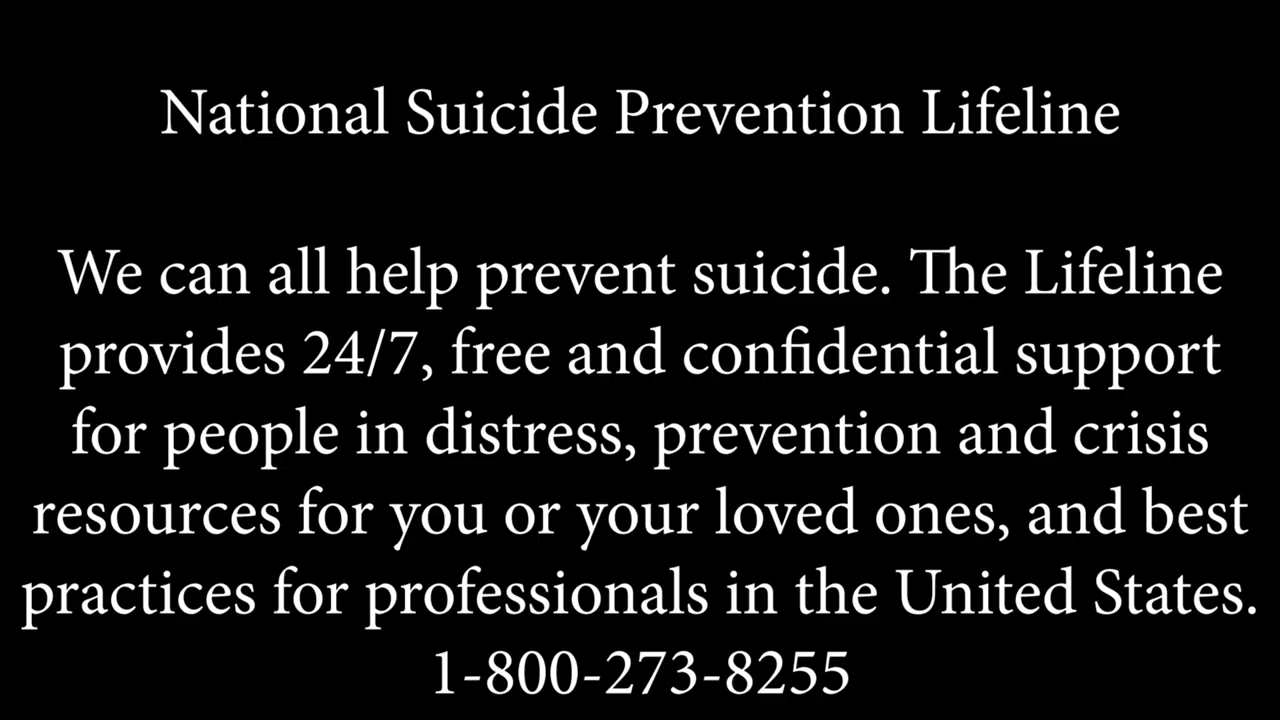 National Suicide Prevention Lifeline
We can all help prevent suicide. The Lifeline
provides 24/7, free and confidential support
for people in distress, prevention and crisis
resources for you or your loved ones, and best
practices for professionals in the United States.
1-800-273-8255